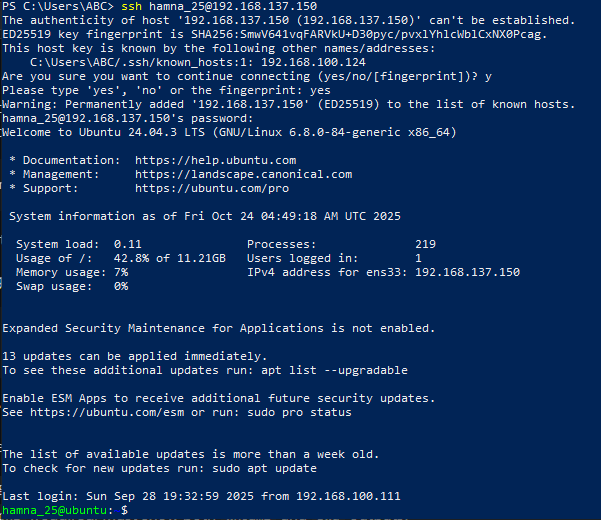 PS C:\Users\ABC> ssh hamna_25@192.168.137.150
The authenticity of host '192.168.137.150 (192.168.137.150)' can't be established.
ED25519 key fingerprint is SHA256:SmwV641vqFARVkU+D30pyc/pvxlYhlcWblCxNX0Pcag.
This host key is known by the following other names/addresses:
    C:\Users\ABC/.ssh/known_hosts:1: 192.168.100.124
Are you sure you want to continue connecting (yes/no/[fingerprint])? y
Please type 'yes', 'no' or the fingerprint: yes
Warning: Permanently added '192.168.137.150' (ED25519) to the list of known hosts.
hamna_25@192.168.137.150's password:
Welcome to Ubuntu 24.04.3 LTS (GNU/Linux 6.8.0-84-generic x86_64)

 * Documentation:  https://help.ubuntu.com
 * Management:     https://landscape.canonical.com
 * Support:        https://ubuntu.com/pro

 System information as of Fri Oct 24 04:49:18 AM UTC 2025

  System load:  0.11               Processes:              219
  Usage of /:   42.8% of 11.21GB   Users logged in:        1
  Memory usage: 7%                 IPv4 address for ens33: 192.168.137.150
  Swap usage:   0%

Expanded Security Maintenance for Applications is not enabled.

13 updates can be applied immediately.
To see these additional updates run: apt list --upgradable

Enable ESM Apps to receive additional future security updates.
See https://ubuntu.com/esm or run: sudo pro status

The list of available updates is more than a week old.
To check for new updates run: sudo apt update

Last login: Sun Sep 28 19:32:59 2025 from 192.168.100.111
hamna_25@ubuntu: $